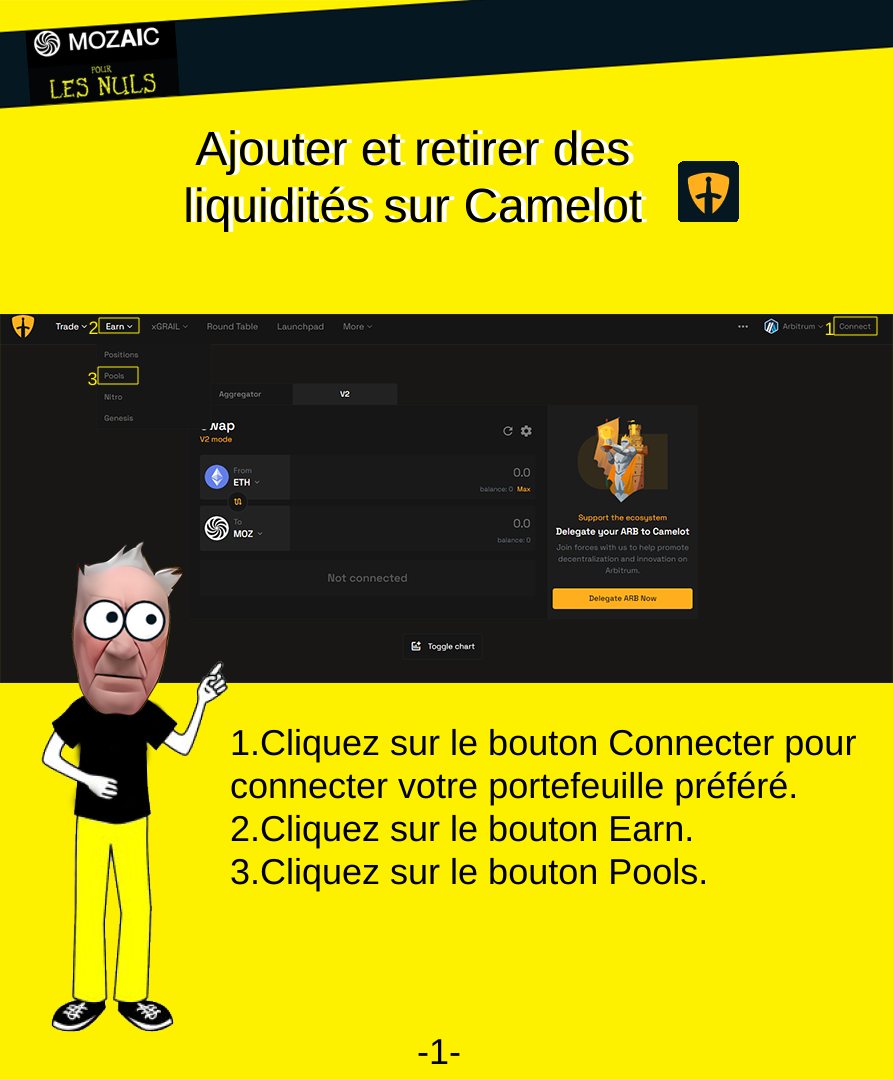 MOZAIC
POUR
LES NULS
Ajouter et retirer des
liquidités sur Camelot
Trade 2 Earn xGRAIL Round Table Launchpad More ••• Arbitrum 1 Connect
Positions
3 Pools
Nitro
Genesis
Aggregator V2
wap
V2 mode
From
ETH
0.0
balance: 0 Max
To
MOZ
0.0
balance: 0
Not connected
Support the ecosystem
Delegate your ARB to Camelot
Join forces with us to help promote
decentralization and innovation on
Arbitrum.
Delegate ARB Now
Toggle chart
1.Cliquez sur le bouton Connecter pour
connecter votre portefeuille préféré.
2.Cliquez sur le bouton Earn.
3.Cliquez sur le bouton Pools.
-1-